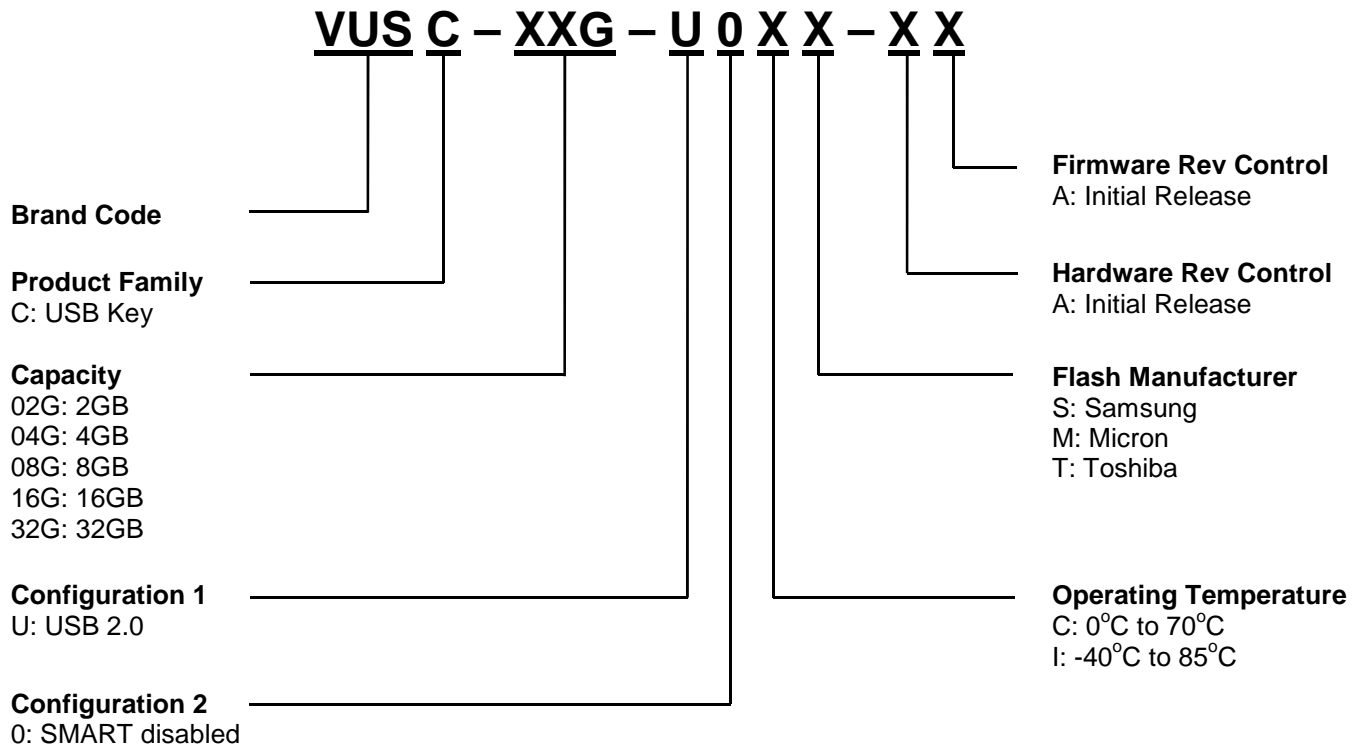 VUS C – XXG – U 0 X X – X X
Brand Code
Product Family
C: USB Key
Capacity
02G: 2GB
04G: 4GB
08G: 8GB
16G: 16GB
32G: 32GB
Configuration 1
U: USB 2.0
Configuration 2
0: SMART disabled
Firmware Rev Control
A: Initial Release
Hardware Rev Control
A: Initial Release
Flash Manufacturer
S: Samsung
M: Micron
T: Toshiba
Operating Temperature
C: 0°C to 70°C
I: -40°C to 85°C